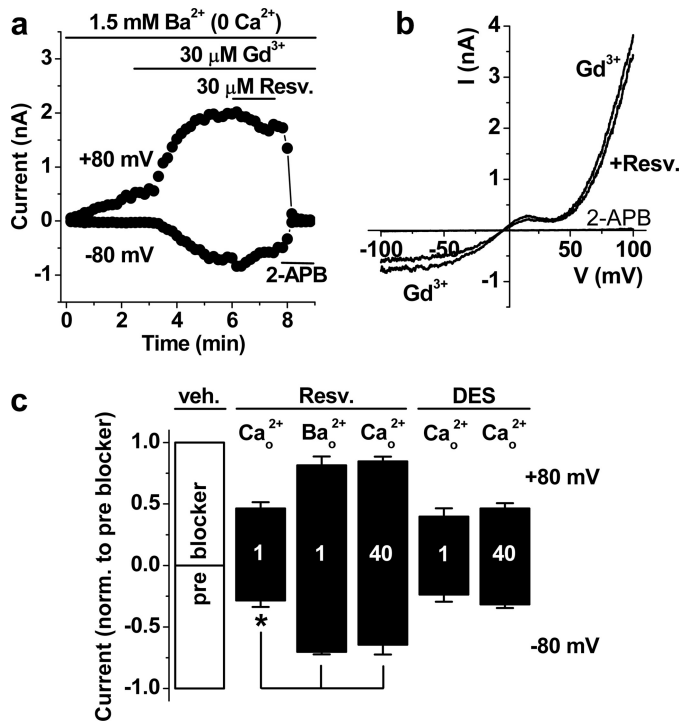 a
1.5 mM Ba²⁺ (0 Ca²⁺)
30 μM Gd³⁺
30 μM Resv.
3
2
1
0
-1
Current (nA)
+80 mV
-80 mV
2-APB
0 2 4 6 8
Time (min)
b
I (nA)
4
3
2
1
-1
Gd³⁺
+Resv.
2-APB
-100 -50 50 100
V (mV)
Gd³⁺
c
veh. Resv. DES
Caₒ²⁺ Baₒ²⁺ Caₒ²⁺ Caₒ²⁺ Caₒ²⁺
1.0
0.5
0.0
-0.5
-1.0
Current (norm. to pre blocker)
pre blocker
1 1 40 1 40
*
+80 mV
-80 mV